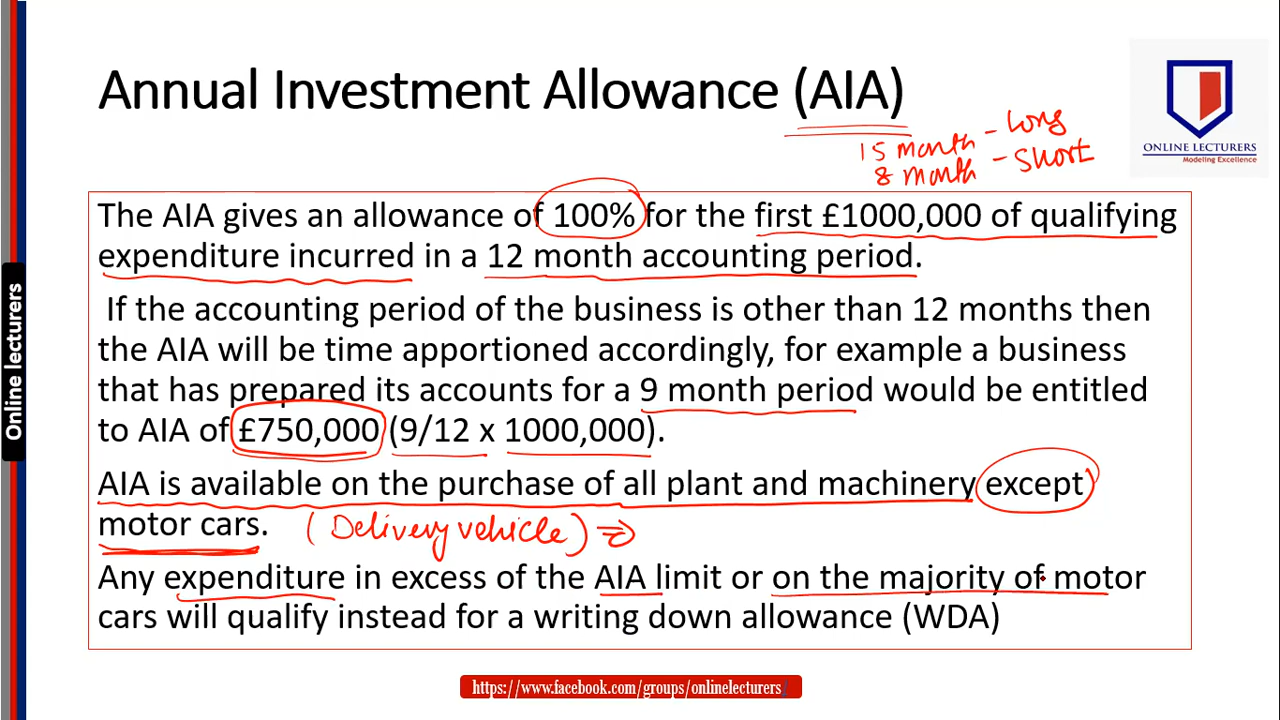 Annual Investment Allowance (AIA)
15 month - Long
8 month - Short
ONLINE LECTURERS
Modeling Excellence
The AIA gives an allowance of 100% for the first £1000,000 of qualifying
expenditure incurred in a 12 month accounting period.
If the accounting period of the business is other than 12 months then
the AIA will be time apportioned accordingly, for example a business
that has prepared its accounts for a 9 month period would be entitled
to AIA of £750,000 (9/12 x 1000,000).
AIA is available on the purchase of all plant and machinery except
motor cars. (Delivery vehicle) ⇒
Any expenditure in excess of the AIA limit or on the majority of motor
cars will qualify instead for a writing down allowance (WDA)
Online lecturers
https://www.facebook.com/groups/onlinelecturers/